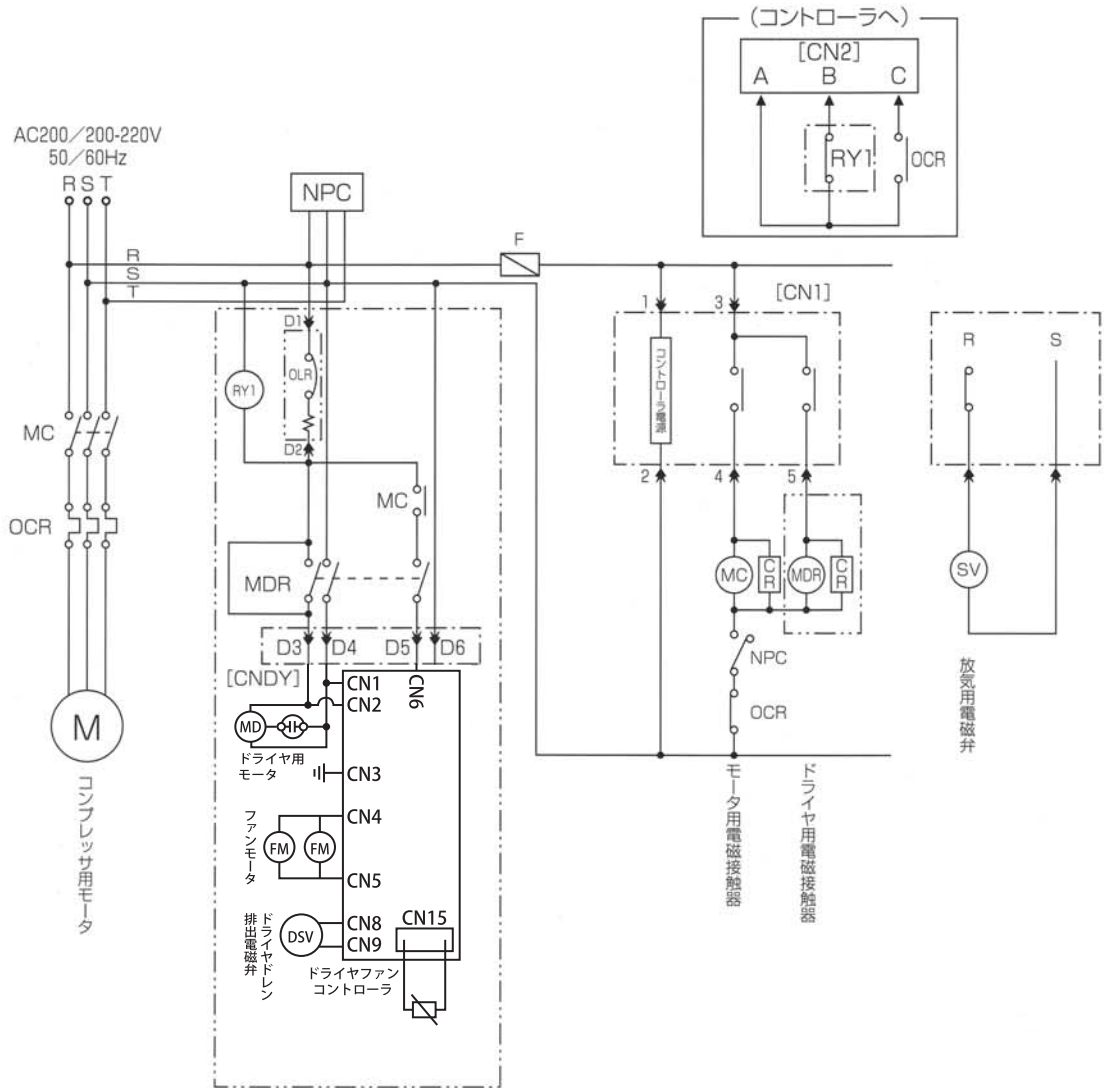 (コントローラへ)
[CN2]
A B C
RY1 OCR
AC200/200-220V
50/60Hz
R S T
NPC
F
R
S
T
D1
OLR
RY1
D2
MC
OCR
MC
MDR
D3 D4 D5 D6
[CNDY]
CN1
CN2
CN6
MD
ドライヤ用
モータ
CN3
CN4
FM FM
ファンモータ
CN5
CN8
CN9
DSV
ドライヤドレン
排出電磁弁
CN15
ドライヤファン
コントローラ
M
コンプレッサ用モータ
1 3 [CN1]
コントローラ電源
2 4 5
MC CR MDR CR
NPC
OCR
モータ用電磁接触器
ドライヤ用電磁接触器
R S
SV
放気用電磁弁